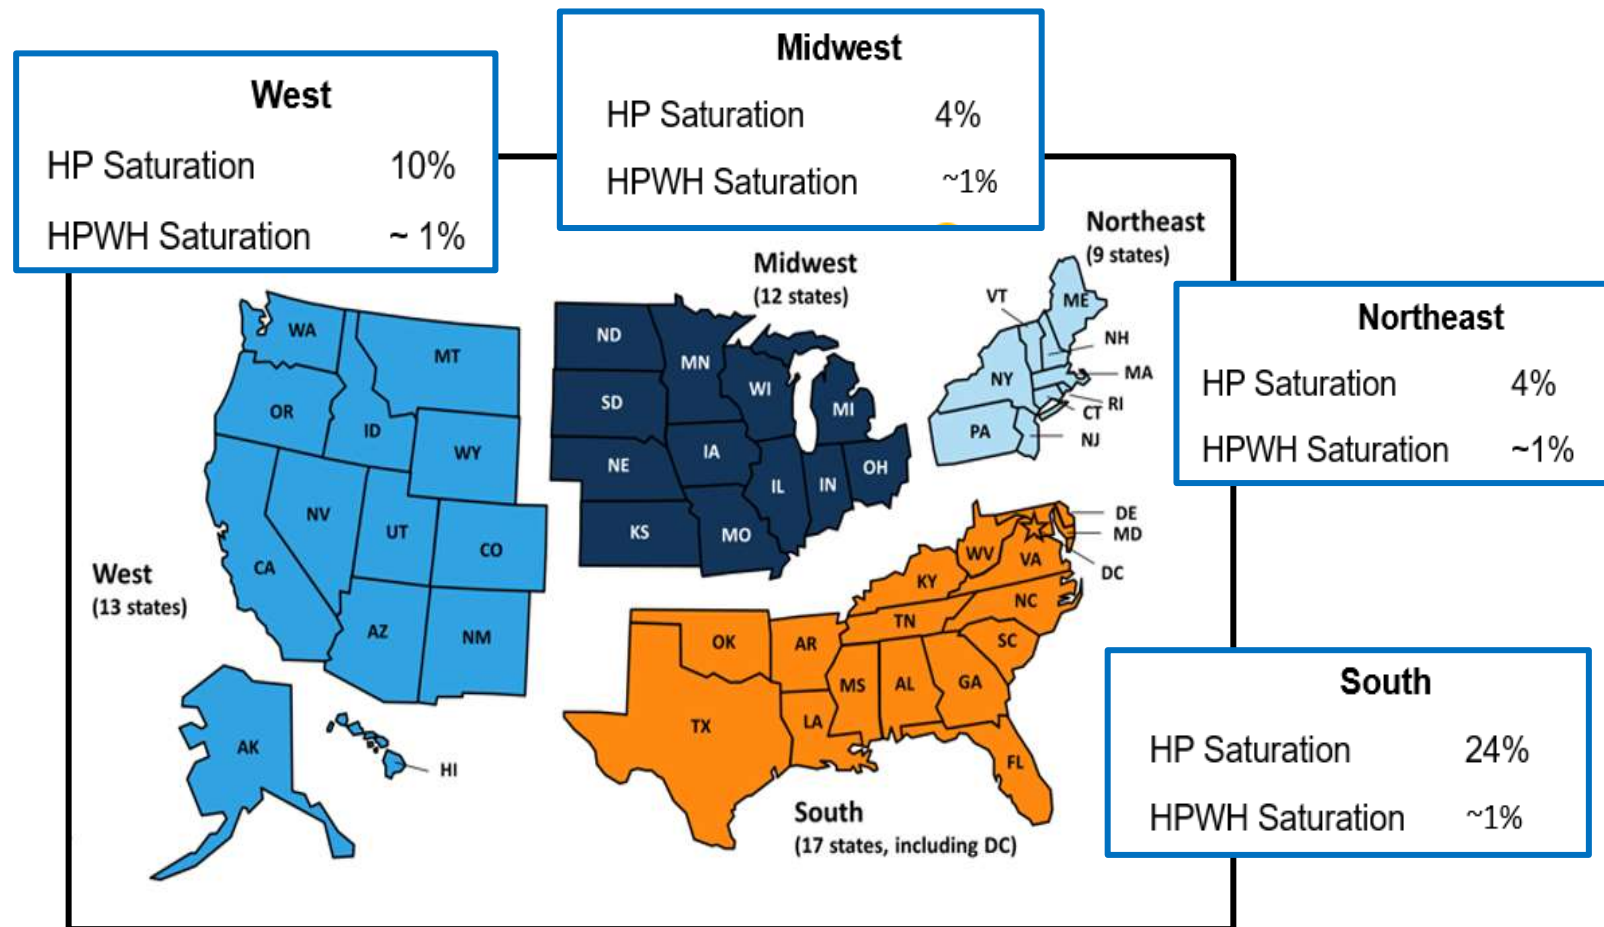 Midwest
HP Saturation 4%
HPWH Saturation ~1%
West
HP Saturation 10%
HPWH Saturation ~ 1%
Northeast
(9 states)
Midwest
(12 states)
Northeast
HP Saturation 4%
HPWH Saturation ~1%
West
(13 states)
South
HP Saturation 24%
HPWH Saturation ~1%
South
(17 states, including DC)
WA
MT
OR
ID
WY
NV
UT
CO
CA
AZ
NM
AK
HI
ND
MN
SD
WI
MI
NE
IA
IL
IN
OH
KS
MO
VT
ME
NH
NY
MA
RI
CT
PA
NJ
DE
MD
WV
VA
DC
KY
NC
TN
OK
AR
SC
MS
AL
GA
TX
LA
FL